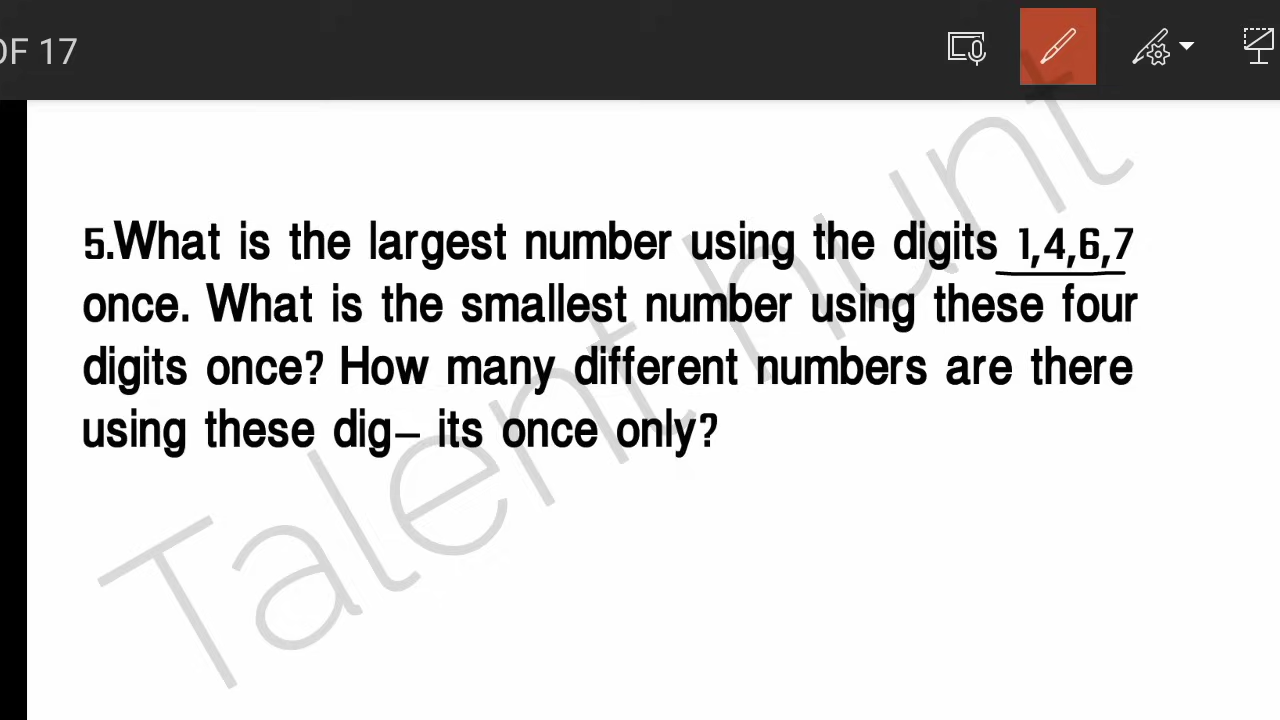 OF 17
5.What is the largest number using the digits 1,4,6,7
once. What is the smallest number using these four
digits once? How many different numbers are there
using these dig– its once only?
Talent hunt